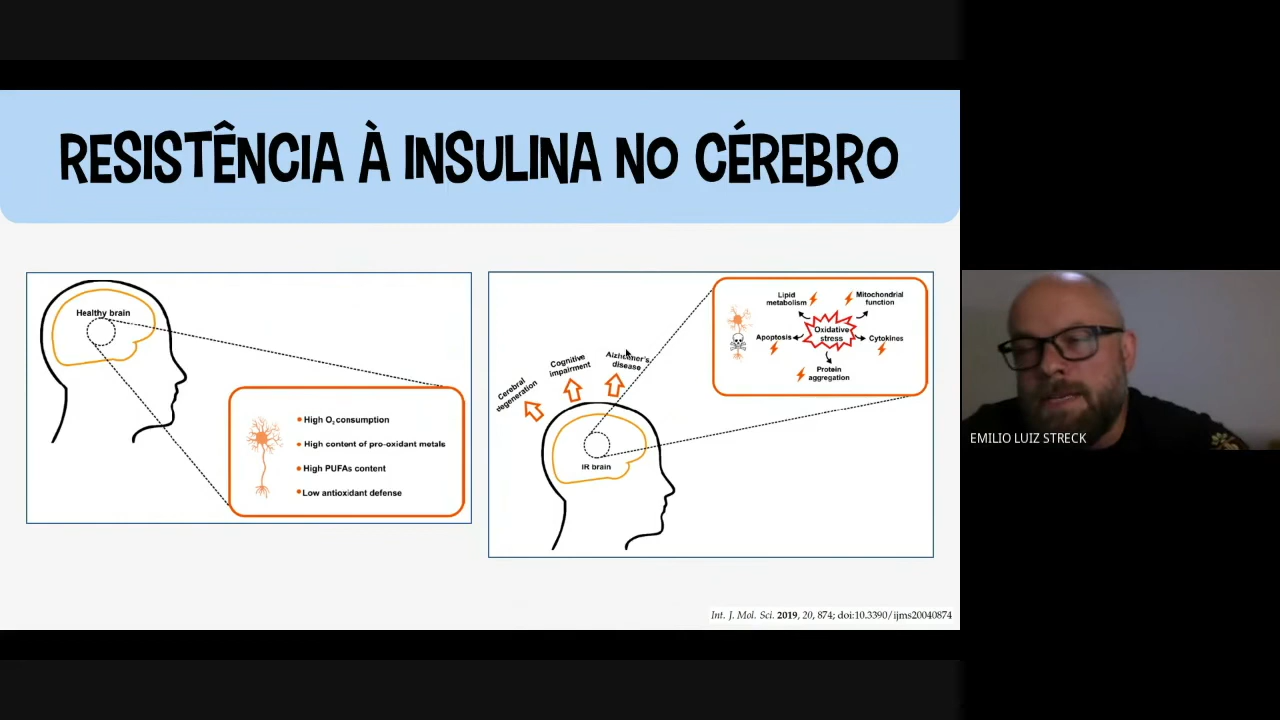 RESISTÊNCIA À INSULINA NO CÉREBRO
Healthy brain
High O2 consumption
High content of pro-oxidant metals
High PUFAs content
Low antioxidant defense
Lipid
metabolism
Mitochondrial
function
Oxidative
stress
Apoptosis
Cytokines
Protein
aggregation
Cerebral
degeneration
Cognitive
impairment
Alzheimer's
disease
IR brain
Int. J. Mol. Sci. 2019, 20, 874; doi:10.3390/ijms20040874
EMILIO LUIZ STRECK